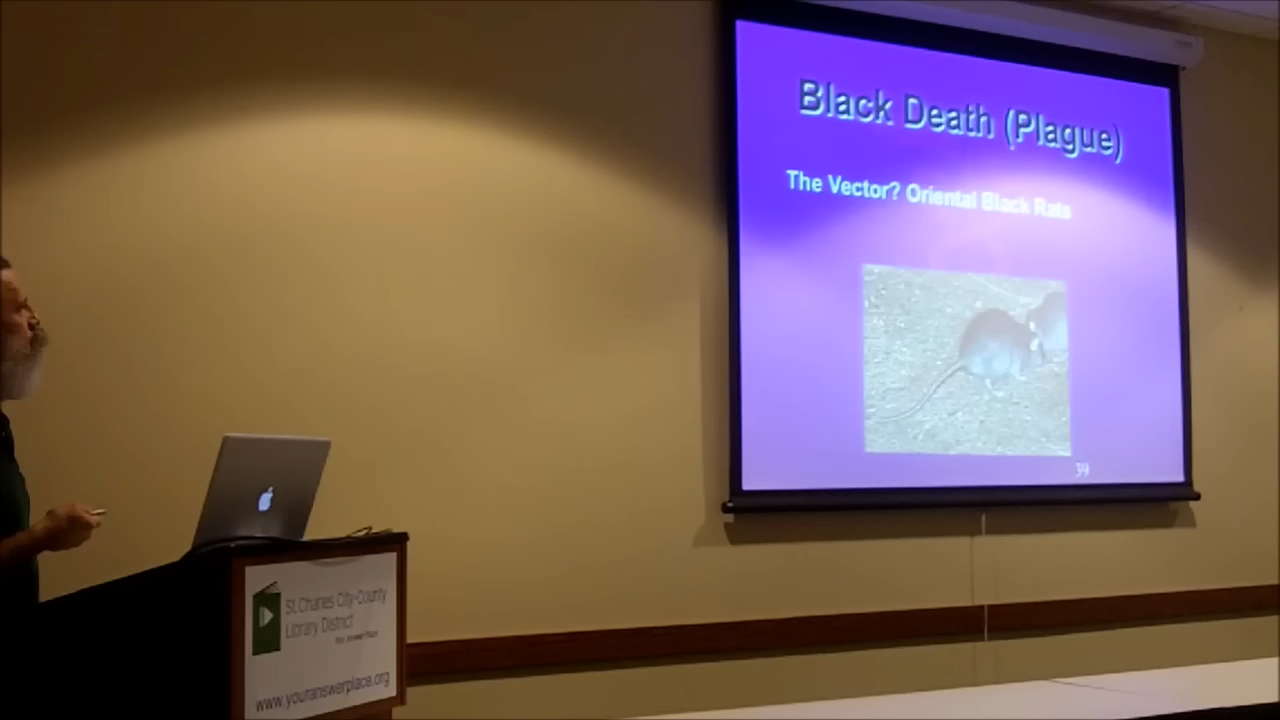 Black Death (Plague)
The Vector? Oriental Black Rats
39
St. Charles City-County
Library District
www.youranswerplace.org